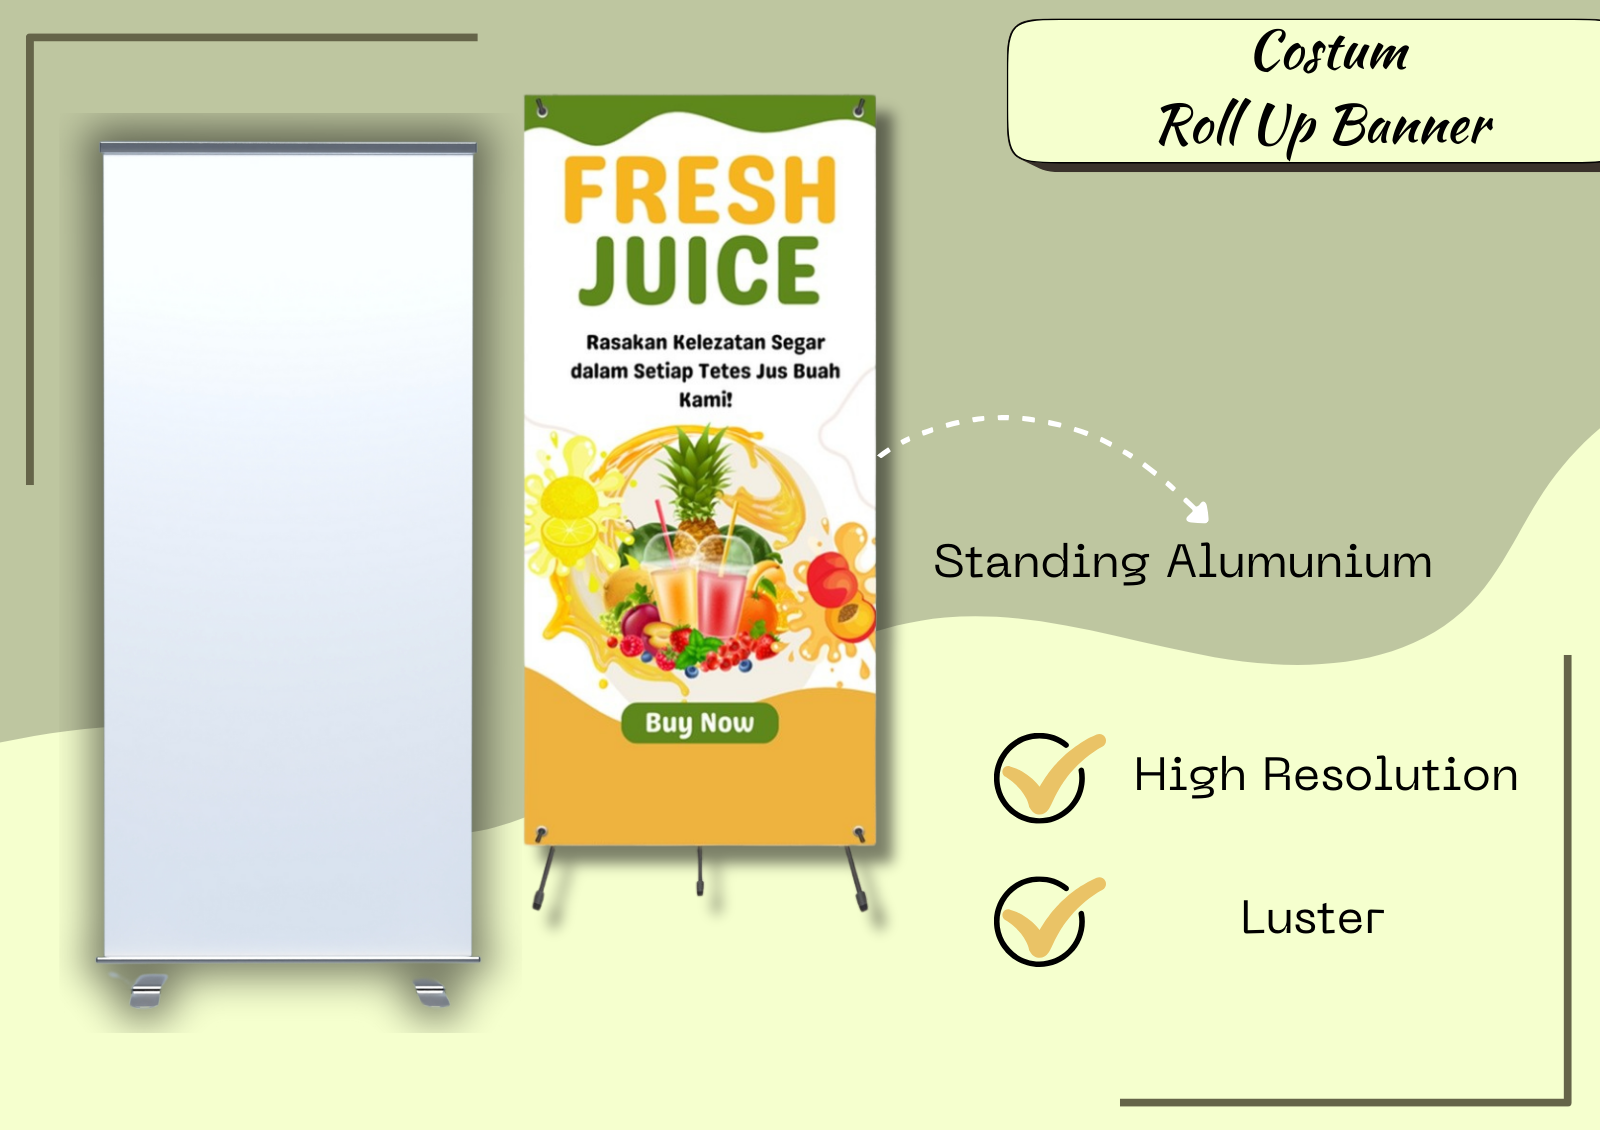 Costum
Roll Up Banner
FRESH
JUICE
Rasakan Kelezatan Segar
dalam Setiap Tetes Jus Buah
Kami!
Buy Now
Standing Alumunium
High Resolution
Luster